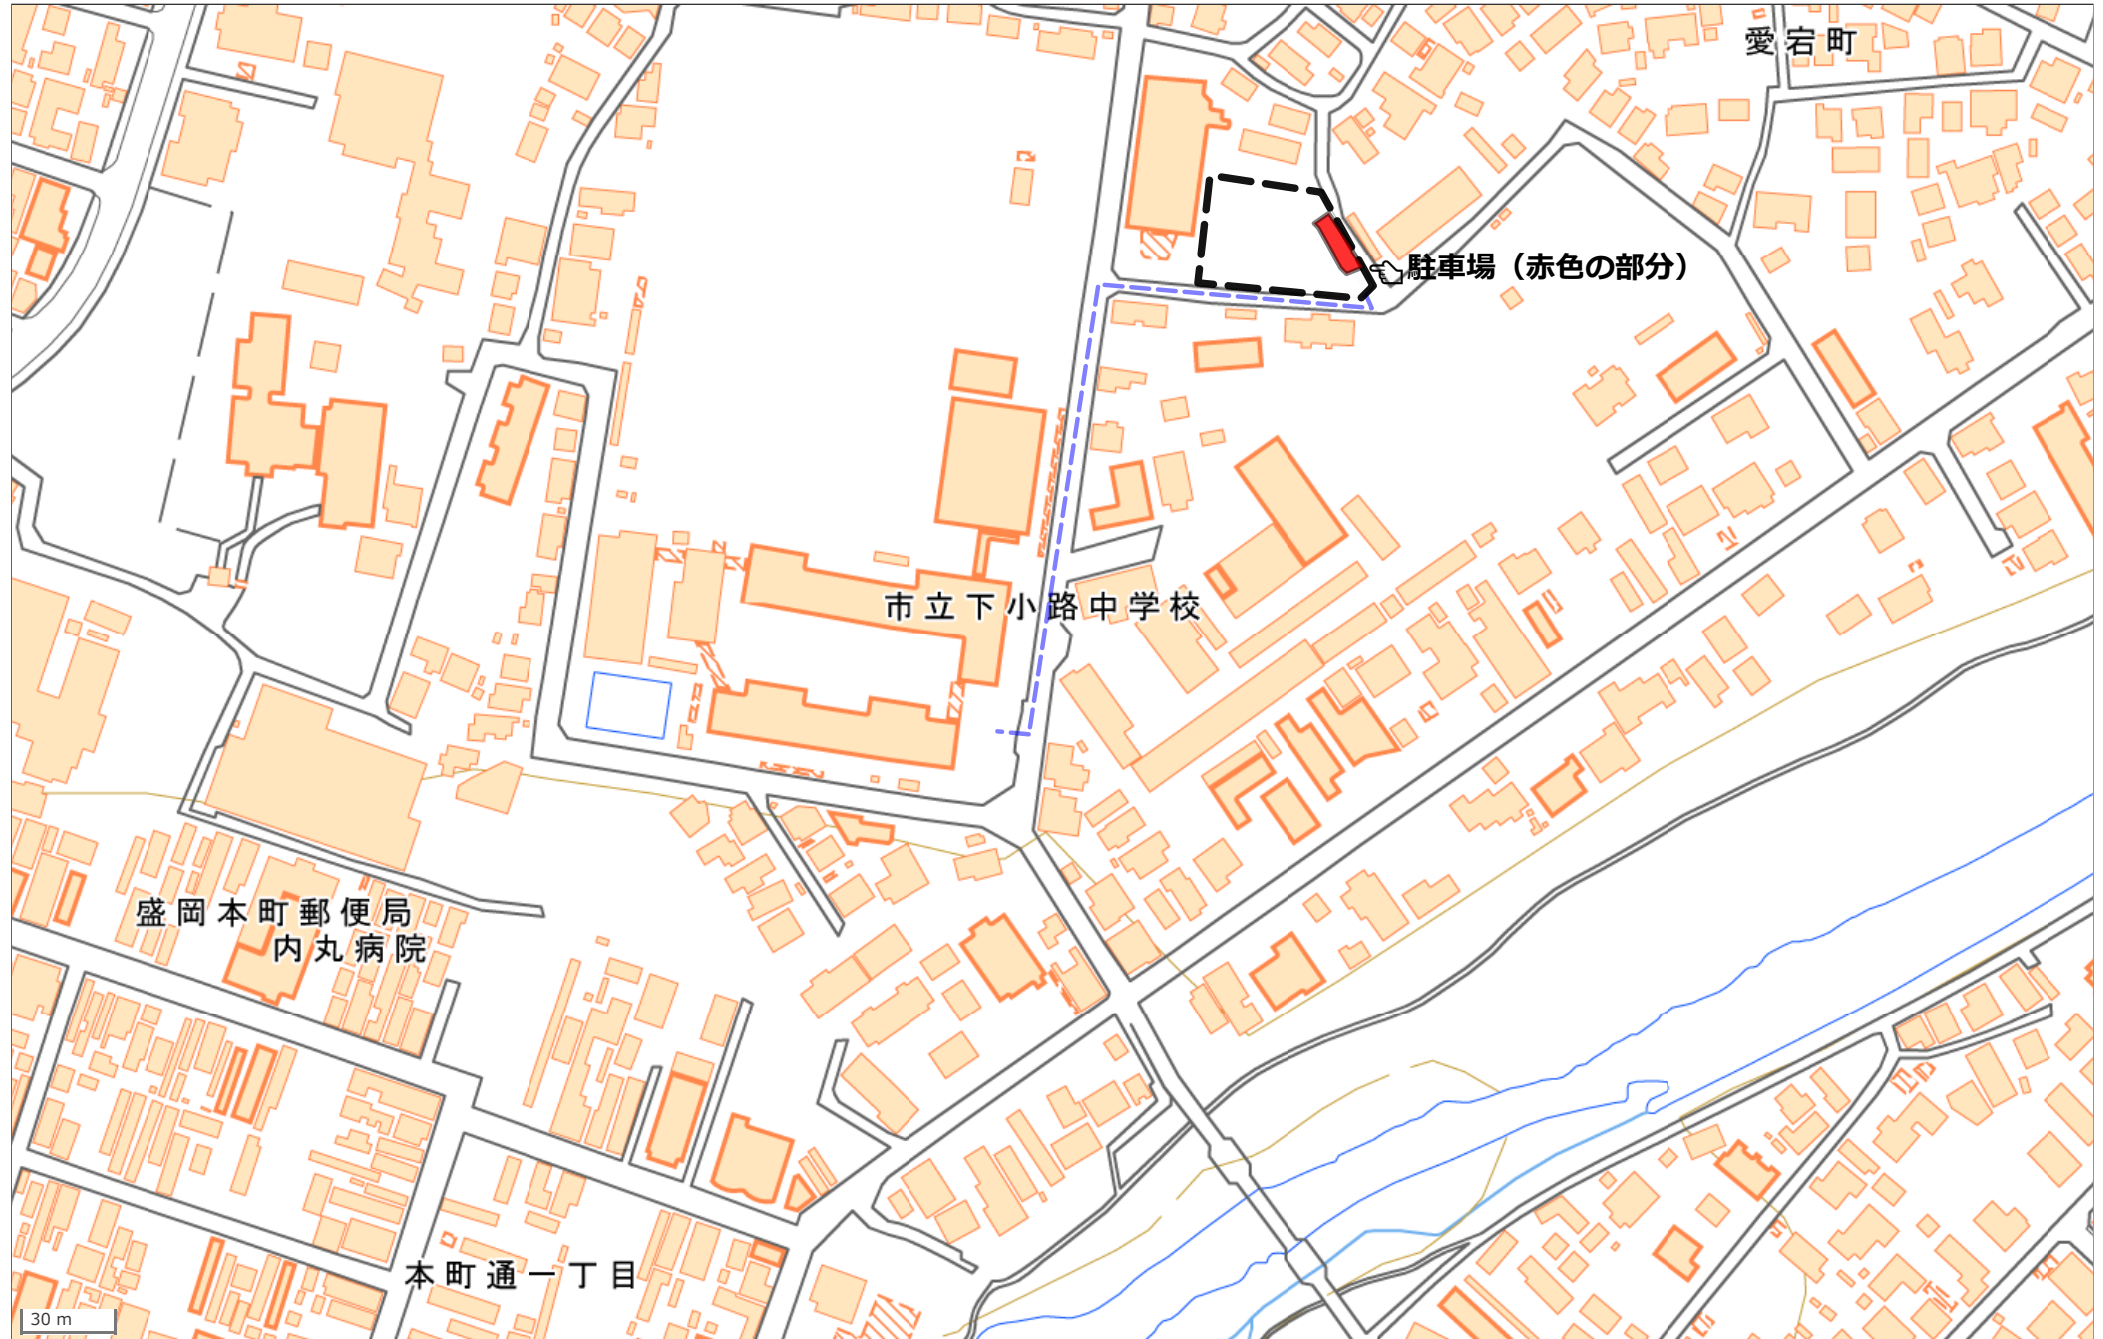 愛宕町
駐車場（赤色の部分）
市立下小路中学校
盛岡本町郵便局
内丸病院
本町通一丁目
30 m